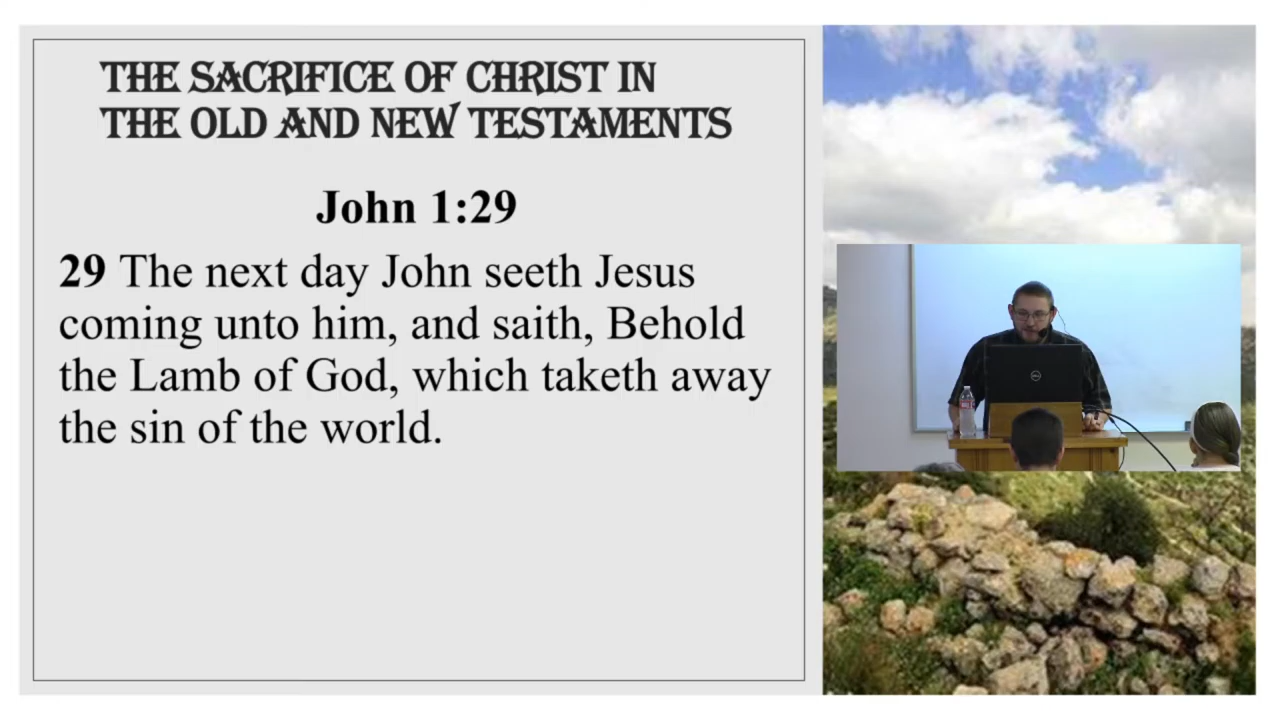 THE SACRIFICE OF CHRIST IN
THE OLD AND NEW TESTAMENTS
John 1:29
29 The next day John seeth Jesus
coming unto him, and saith, Behold
the Lamb of God, which taketh away
the sin of the world.
DELL